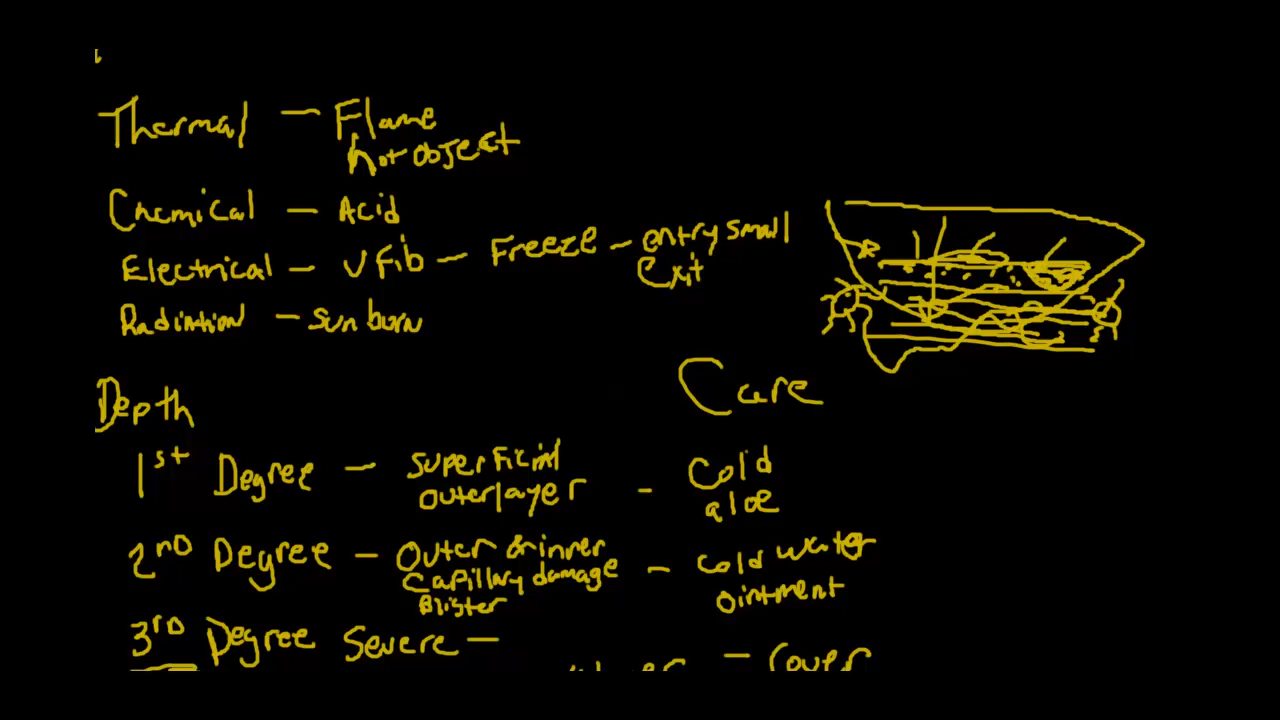 Thermal — Flame
hot object
Chemical — Acid
Electrical — V Fib — Freeze — entry small
Exit
Radiation — Sun burn
Care
Depth
1st Degree — Superficial
Outer layer — Cold
aloe
2nD Degree — Outer & inner
Capillary damage — Cold water
Blister
ointment
3rD Degree Severe —
— Cover